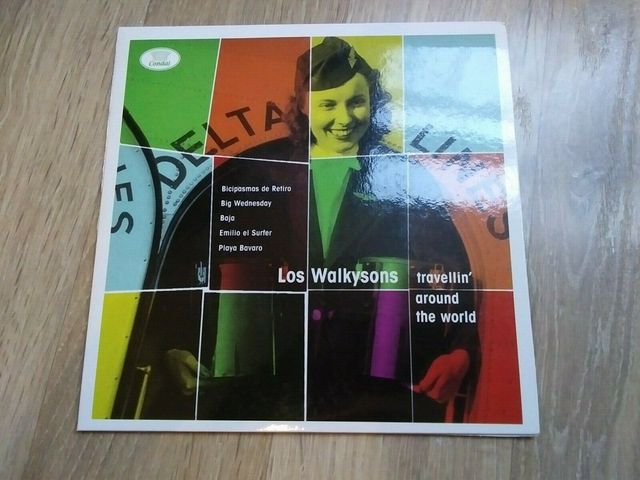 Condal
DELTA LINES
LINES
Bicipasmas de Retiro
Big Wednesday
Baja
Emilio el Surfer
Playa Bavaro
Los Walkysons
travellin'
around
the world